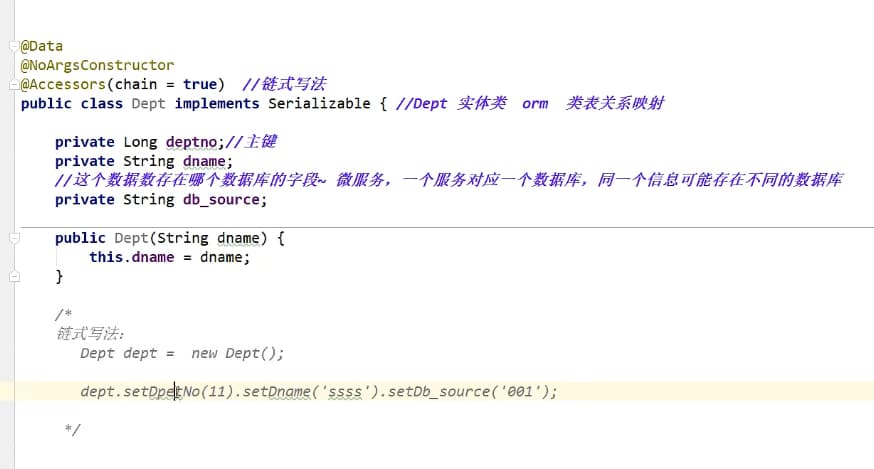 @Data
@NoArgsConstructor
@Accessors(chain = true)  //链式写法
public class Dept implements Serializable { //Dept 实体类  orm  类表关系映射
    private Long deptno;//主键
    private String dname;
    //这个数据数存在哪个数据库的字段~ 微服务，一个服务对应一个数据库，同一个信息可能存在不同的数据库
    private String db_source;
    public Dept(String dname) {
        this.dname = dname;
    }
    /*
    链式写法：
       Dept dept =  new Dept();
       dept.setDpetNo(11).setDname('ssss').setDb_source('001');
     */